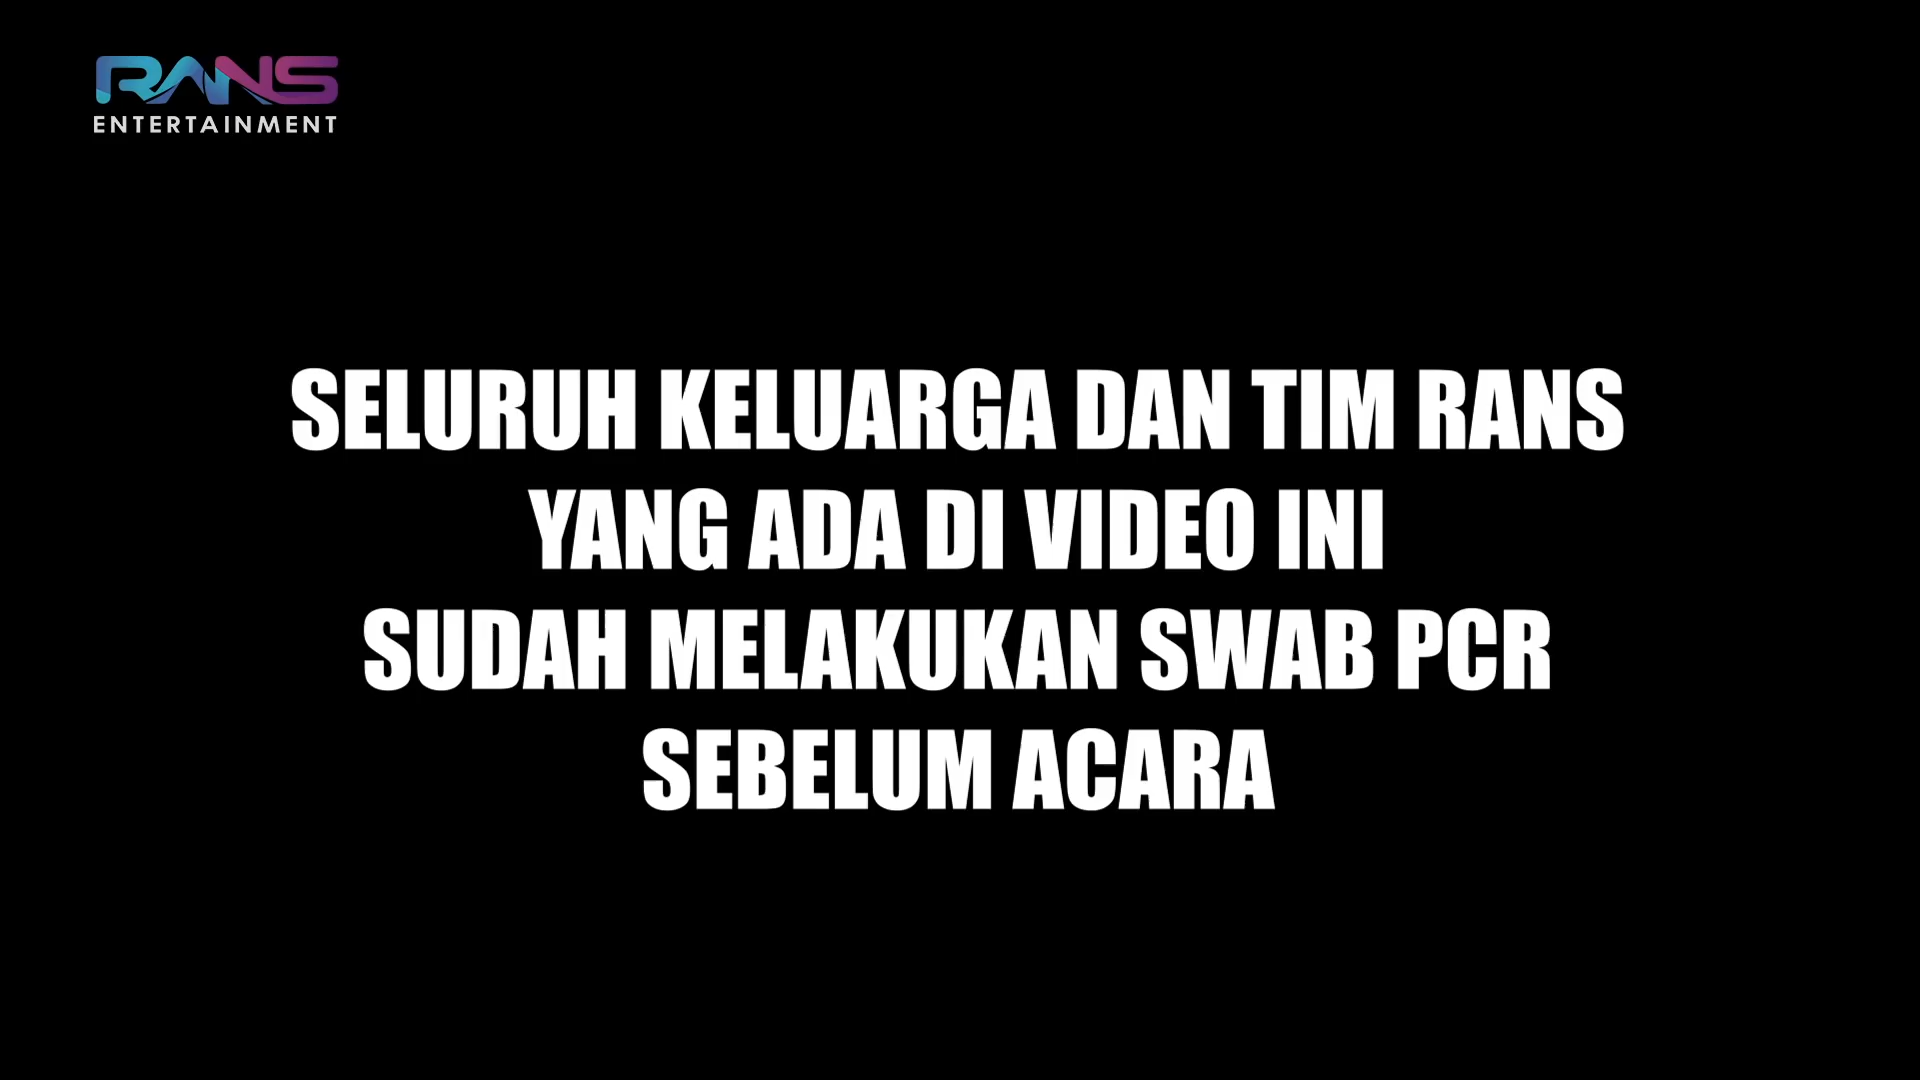 RANS
ENTERTAINMENT
SELURUH KELUARGA DAN TIM RANS
YANG ADA DI VIDEO INI
SUDAH MELAKUKAN SWAB PCR
SEBELUM ACARA